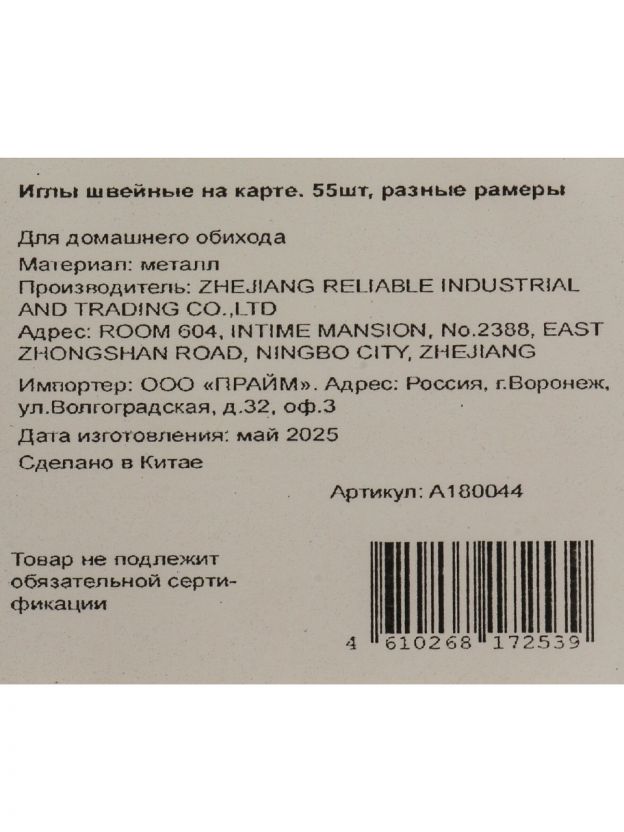 Иглы швейные на карте. 55шт, разные рамеры
Для домашнего обихода
Материал: металл
Производитель: ZHEJIANG RELIABLE INDUSTRIAL
AND TRADING CO.,LTD
Адрес: ROOM 604, INTIME MANSION, No.2388, EAST
ZHONGSHAN ROAD, NINGBO CITY, ZHEJIANG
Импортер: ООО «ПРАЙМ». Адрес: Россия, г.Воронеж,
ул.Волгоградская, д.32, оф.3
Дата изготовления: май 2025
Сделано в Китае
Артикул: А180044
Товар не подлежит
обязательной серти-
фикации
4 610268 172539